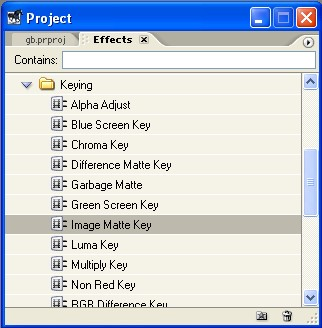 Project
gb.prproj Effects
Contains:
Keying
Alpha Adjust
Blue Screen Key
Chroma Key
Difference Matte Key
Garbage Matte
Green Screen Key
Image Matte Key
Luma Key
Multiply Key
Non Red Key
RGB Difference Key